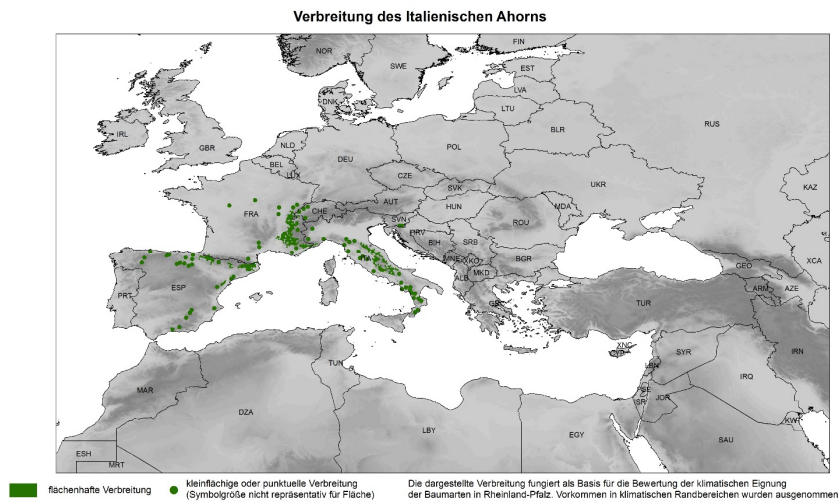 Verbreitung des Italienischen Ahorns
FIN
NOR
SWE
EST
LVA
DNK
LTU
RUS
IRL
BLR
GBR
NLD
POL
DEU
BEL
LUX
CZE
UKR
SVK
KAZ
AUT
HUN
MDA
FRA
CHE
SVN
ROU
HRV
BIH
SRB
XCA
ITA
MNE
XKO
BGR
GEO
ALB
MKD
ESP
ARM
AZE
PRT
GRC
TUR
XNC
CYP
SYR
IRN
TUN
LBN
MAR
PSE
IRQ
ISR
JOR
DZA
LBY
EGY
KWT
SAU
ESH
MRT
flächenhafte Verbreitung
kleinflächige oder punktuelle Verbreitung
(Symbolgröße nicht repräsentativ für Fläche)
Die dargestellte Verbreitung fungiert als Basis für die Bewertung der klimatischen Eignung
der Baumarten in Rheinland-Pfalz. Vorkommen in klimatischen Randbereichen wurden ausgenommen